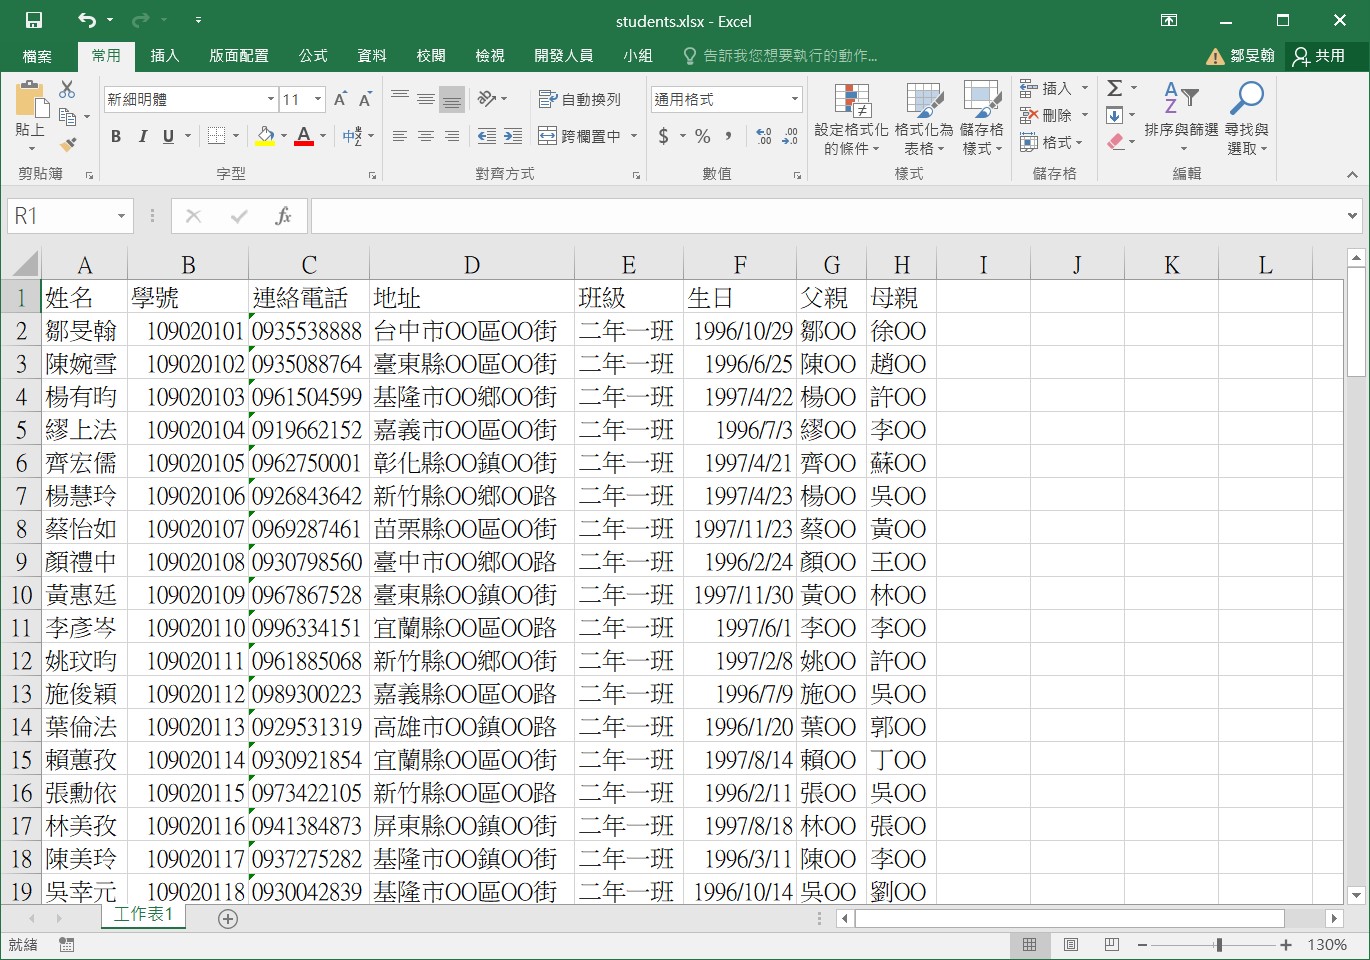 students.xlsx - Excel
檔案 常用 插入 版面配置 公式 資料 校閱 檢視 開發人員 小組 告訴我您想要執行的動作... 鄒旻翰 共用
貼上 新細明體 11 自動換列 通用格式 設定格式化的條件 格式化為表格 儲存格樣式 插入 刪除 格式 排序與篩選 尋找與選取
B I U A 中 跨欄置中 $ % ,
剪貼簿 字型 對齊方式 數值 樣式 儲存格 編輯
R1 fx
A B C D E F G H I J K L
1 姓名 學號 連絡電話 地址 班級 生日 父親 母親
2 鄒旻翰 109020101 0935538888 台中市OO區OO街 二年一班 1996/10/29 鄒OO 徐OO
3 陳婉雪 109020102 0935088764 臺東縣OO區OO街 二年一班 1996/6/25 陳OO 趙OO
4 楊有昀 109020103 0961504599 基隆市OO鄉OO街 二年一班 1997/4/22 楊OO 許OO
5 繆上法 109020104 0919662152 嘉義市OO區OO街 二年一班 1996/7/3 繆OO 李OO
6 齊宏儒 109020105 0962750001 彰化縣OO鎮OO街 二年一班 1997/4/21 齊OO 蘇OO
7 楊慧玲 109020106 0926843642 新竹縣OO鄉OO路 二年一班 1997/4/23 楊OO 吳OO
8 蔡怡如 109020107 0969287461 苗栗縣OO區OO街 二年一班 1997/11/23 蔡OO 黃OO
9 顏禮中 109020108 0930798560 臺中市OO鄉OO路 二年一班 1996/2/24 顏OO 王OO
10 黃惠廷 109020109 0967867528 臺東縣OO鎮OO街 二年一班 1997/11/30 黃OO 林OO
11 李彥岑 109020110 0996334151 宜蘭縣OO區OO路 二年一班 1997/6/1 李OO 李OO
12 姚玟昀 109020111 0961885068 新竹縣OO鄉OO街 二年一班 1997/2/8 姚OO 許OO
13 施俊穎 109020112 0989300223 嘉義縣OO區OO路 二年一班 1996/7/9 施OO 吳OO
14 葉倫法 109020113 0929531319 高雄市OO鎮OO路 二年一班 1996/1/20 葉OO 郭OO
15 賴蕙孜 109020114 0930921854 宜蘭縣OO區OO街 二年一班 1997/8/14 賴OO 丁OO
16 張勳依 109020115 0973422105 新竹縣OO區OO路 二年一班 1996/2/11 張OO 吳OO
17 林美孜 109020116 0941384873 屏東縣OO鎮OO街 二年一班 1997/8/18 林OO 張OO
18 陳美玲 109020117 0937275282 基隆市OO鎮OO街 二年一班 1996/3/11 陳OO 李OO
19 吳幸元 109020118 0930042839 基隆市OO區OO街 二年一班 1996/10/14 吳OO 劉OO
工作表1
就緒 130%